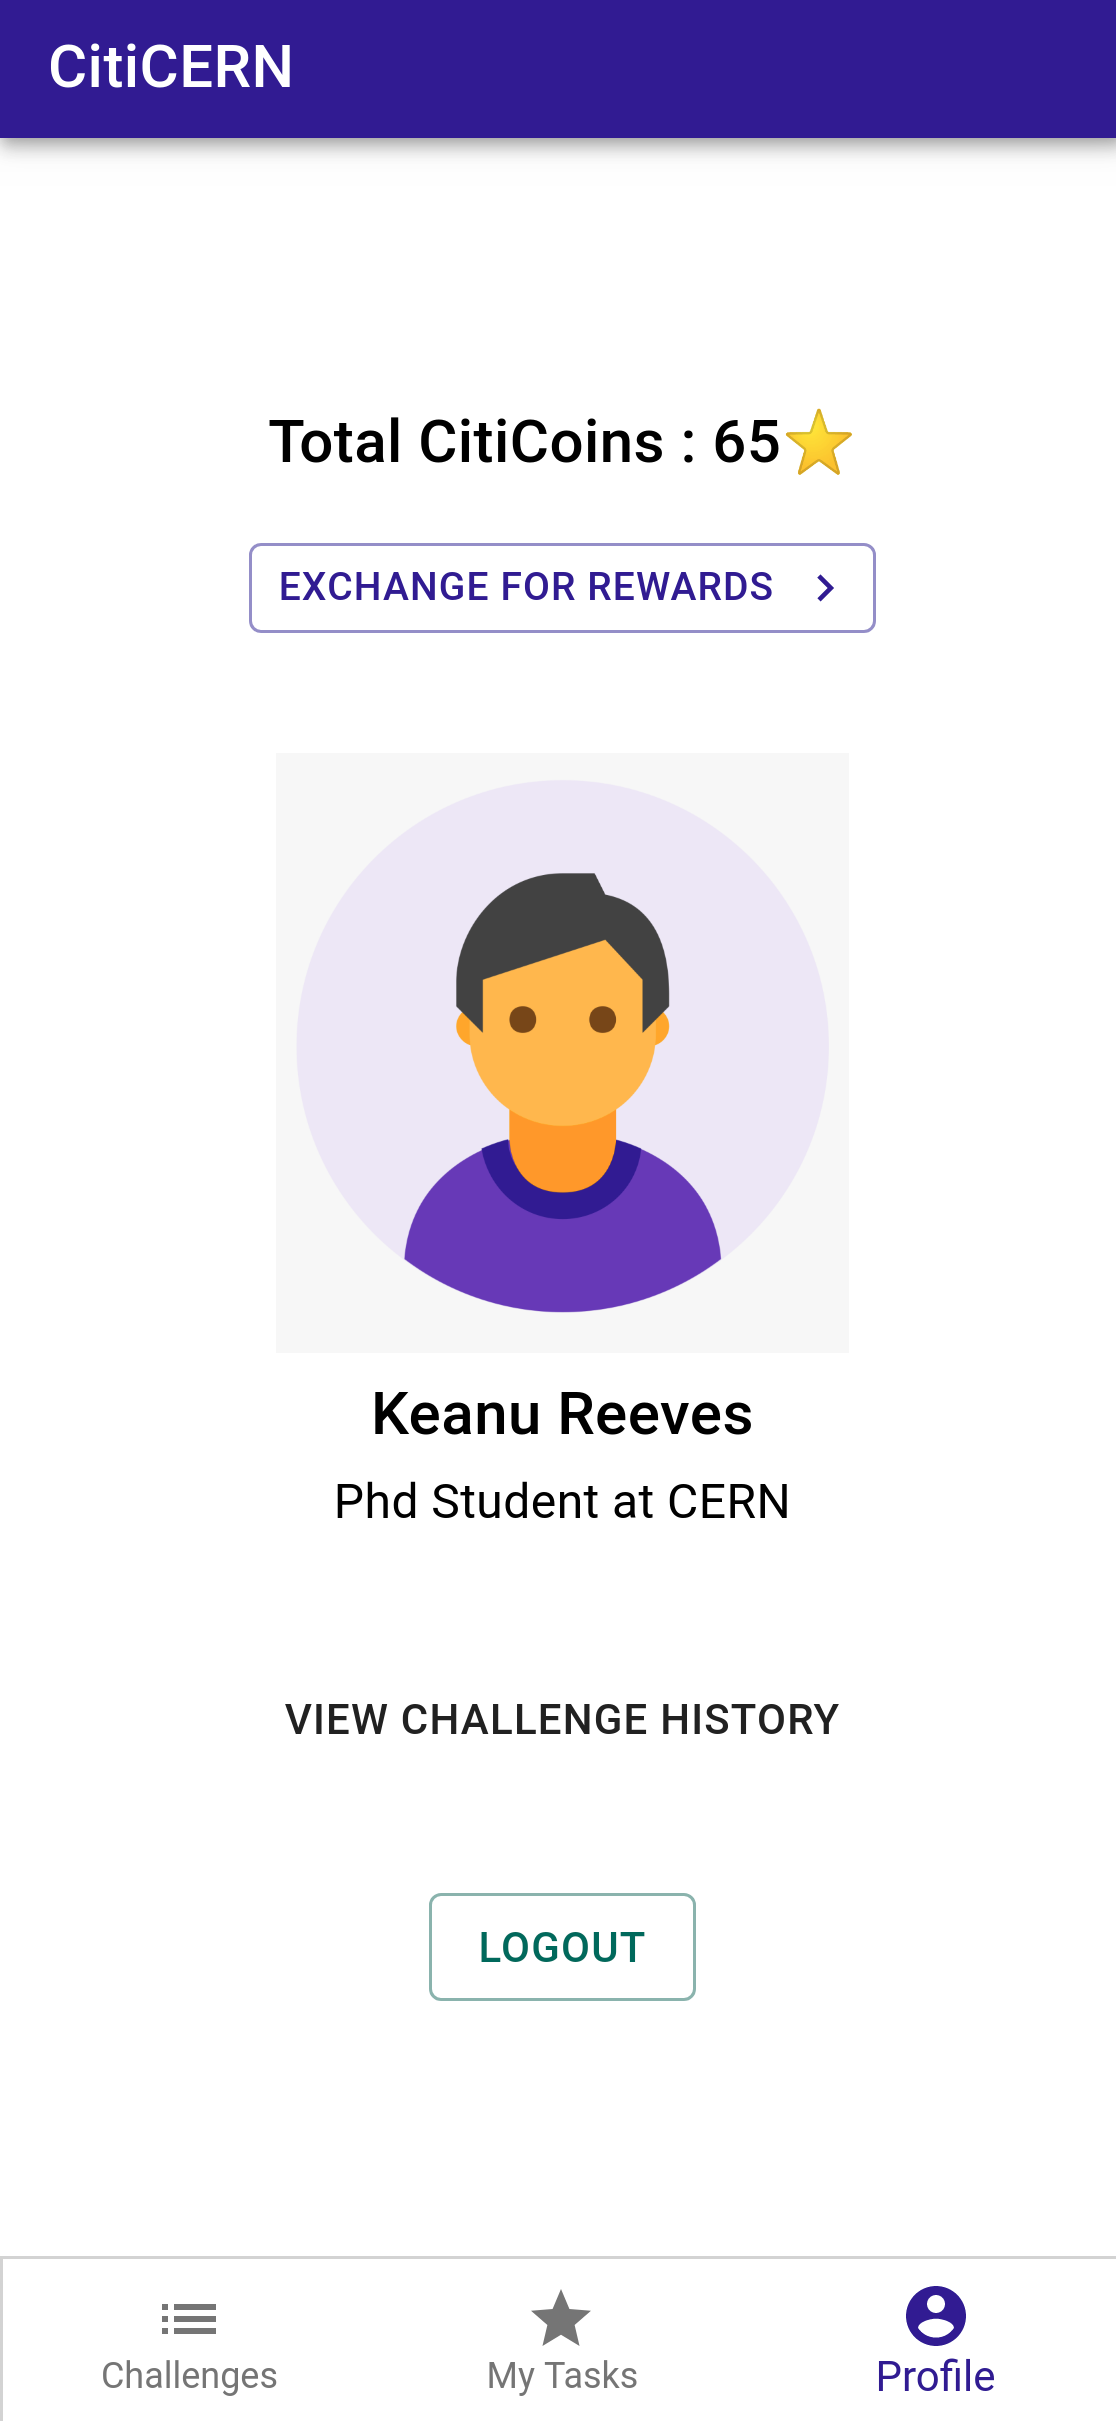 CitiCERN
Total CitiCoins : 65⭐
EXCHANGE FOR REWARDS
Keanu Reeves
Phd Student at CERN
VIEW CHALLENGE HISTORY
LOGOUT
Challenges
My Tasks
Profile